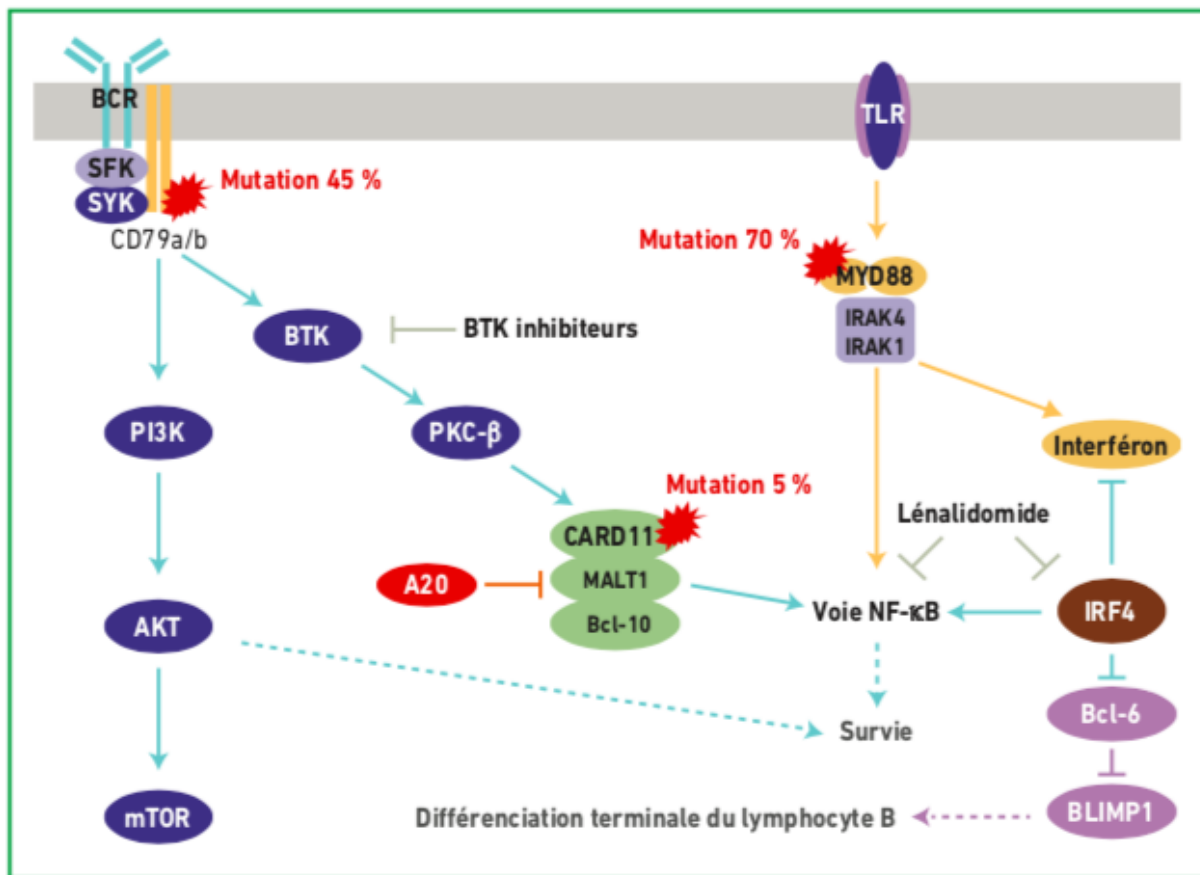 BCR
TLR
SFK
SYK
Mutation 45 %
CD79a/b
Mutation 70 %
MYD88
IRAK4
IRAK1
BTK
BTK inhibiteurs
PI3K
PKC-β
Interféron
Mutation 5 %
Lénalidomide
CARD11
A20
MALT1
Bcl-10
Voie NF-κB
IRF4
AKT
Bcl-6
Survie
mTOR
Différenciation terminale du lymphocyte B
BLIMP1